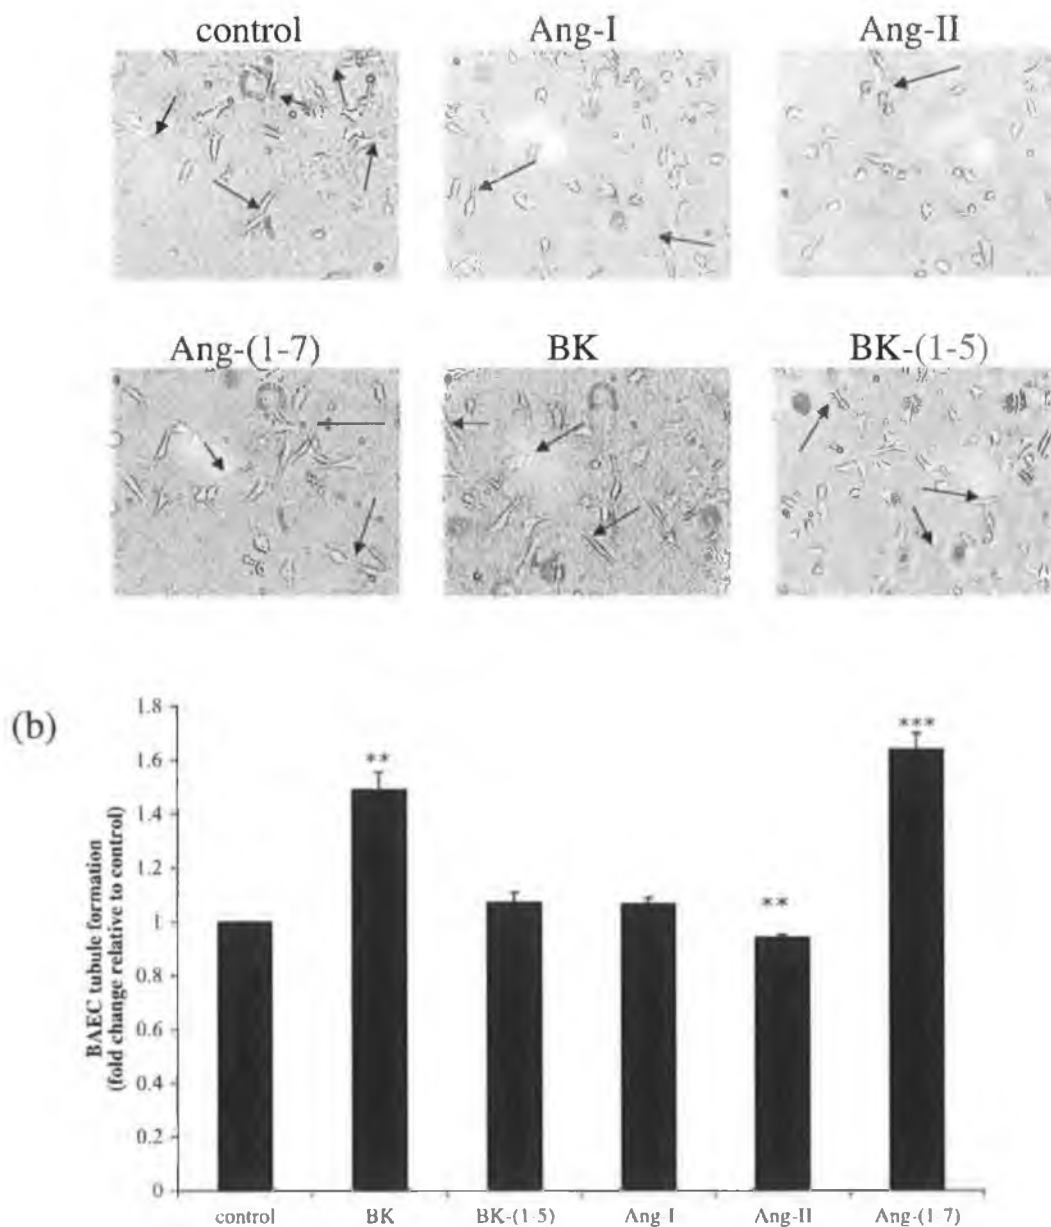 control Ang-I Ang-II
Ang-(1-7) BK BK-(1-5)
(b)
BAEC tubule formation
(fold change relative to control)
1.8
1.6
1.4
1.2
1
0.8
0.6
0.4
0.2
0
** ** ***
control BK BK-(1-5) Ang-I Ang-II Ang-(1-7)